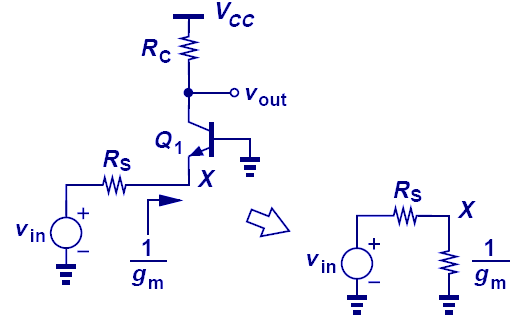 V_CC
R_C
v_out
Q_1
R_S
X
v_in
+
−
1
g_m
R_S
X
v_in
+
−
1
g_m